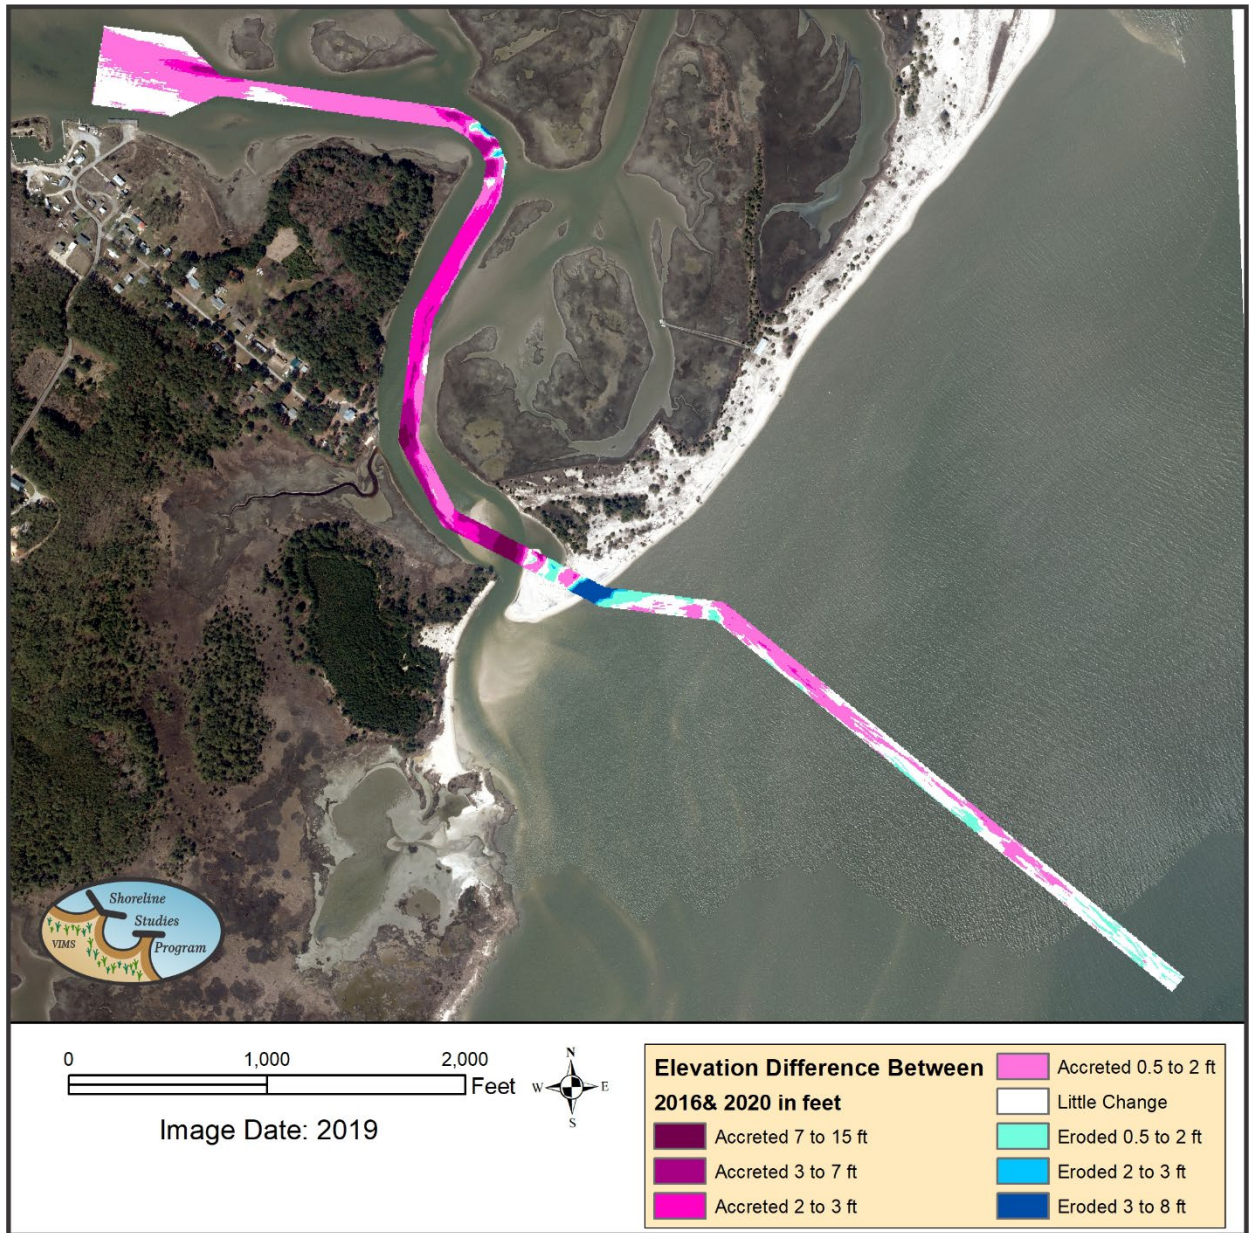 Shoreline
Studies
VIMS
Program
0 1,000 2,000
Feet
Image Date: 2019
N
W E
S
Elevation Difference Between
2016& 2020 in feet
Accreted 7 to 15 ft
Accreted 3 to 7 ft
Accreted 2 to 3 ft
Accreted 0.5 to 2 ft
Little Change
Eroded 0.5 to 2 ft
Eroded 2 to 3 ft
Eroded 3 to 8 ft